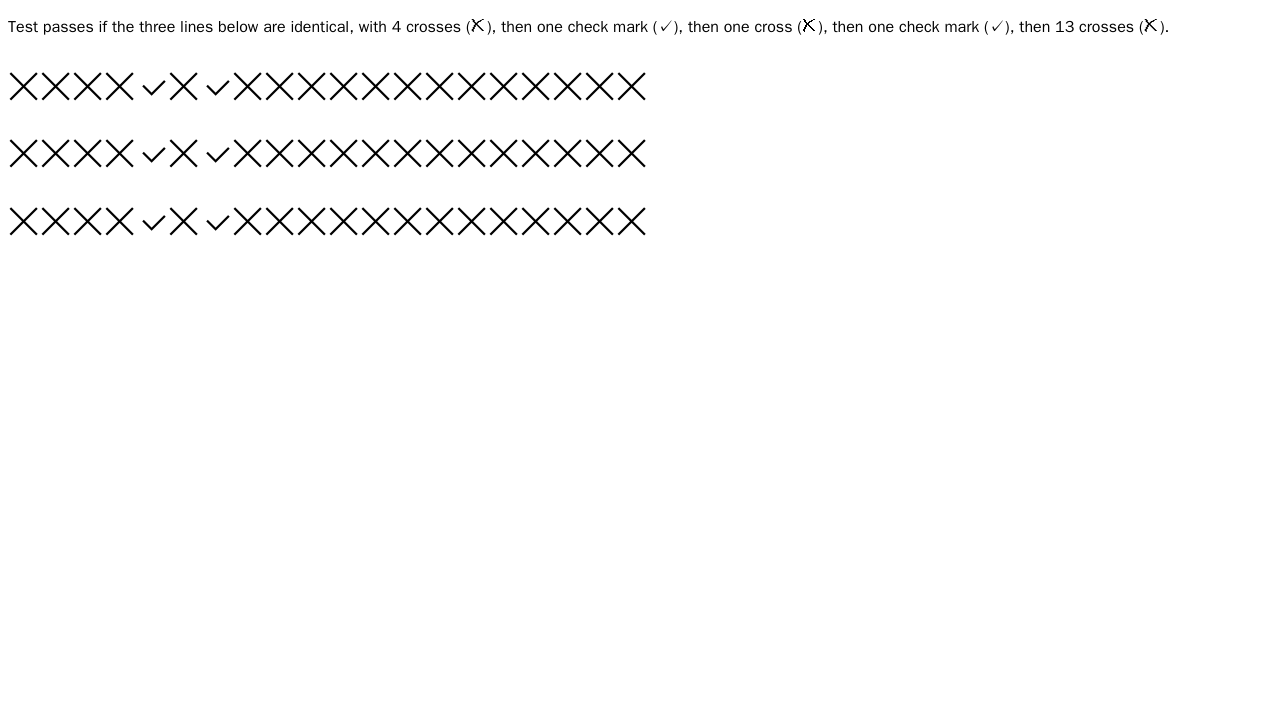 Test passes if the three lines below are identical, with 4 crosses (✗), then one check mark (✓), then one cross (✗), then one check mark (✓), then 13 crosses (✗).
╳╳╳╳✓╳✓╳╳╳╳╳╳╳╳╳╳╳╳╳
╳╳╳╳✓╳✓╳╳╳╳╳╳╳╳╳╳╳╳╳
╳╳╳╳✓╳✓╳╳╳╳╳╳╳╳╳╳╳╳╳